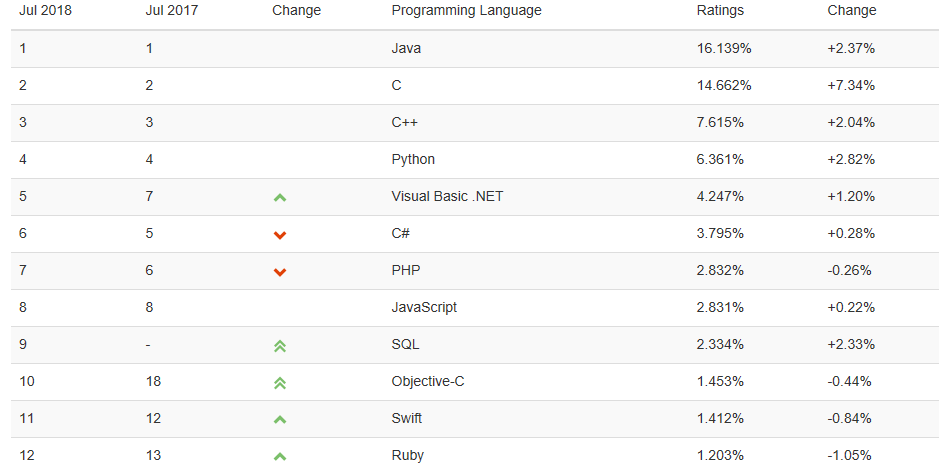 Jul 2018 Jul 2017 Change Programming Language Ratings Change
1 1 Java 16.139% +2.37%
2 2 C 14.662% +7.34%
3 3 C++ 7.615% +2.04%
4 4 Python 6.361% +2.82%
5 7 Visual Basic .NET 4.247% +1.20%
6 5 C# 3.795% +0.28%
7 6 PHP 2.832% -0.26%
8 8 JavaScript 2.831% +0.22%
9 - SQL 2.334% +2.33%
10 18 Objective-C 1.453% -0.44%
11 12 Swift 1.412% -0.84%
12 13 Ruby 1.203% -1.05%